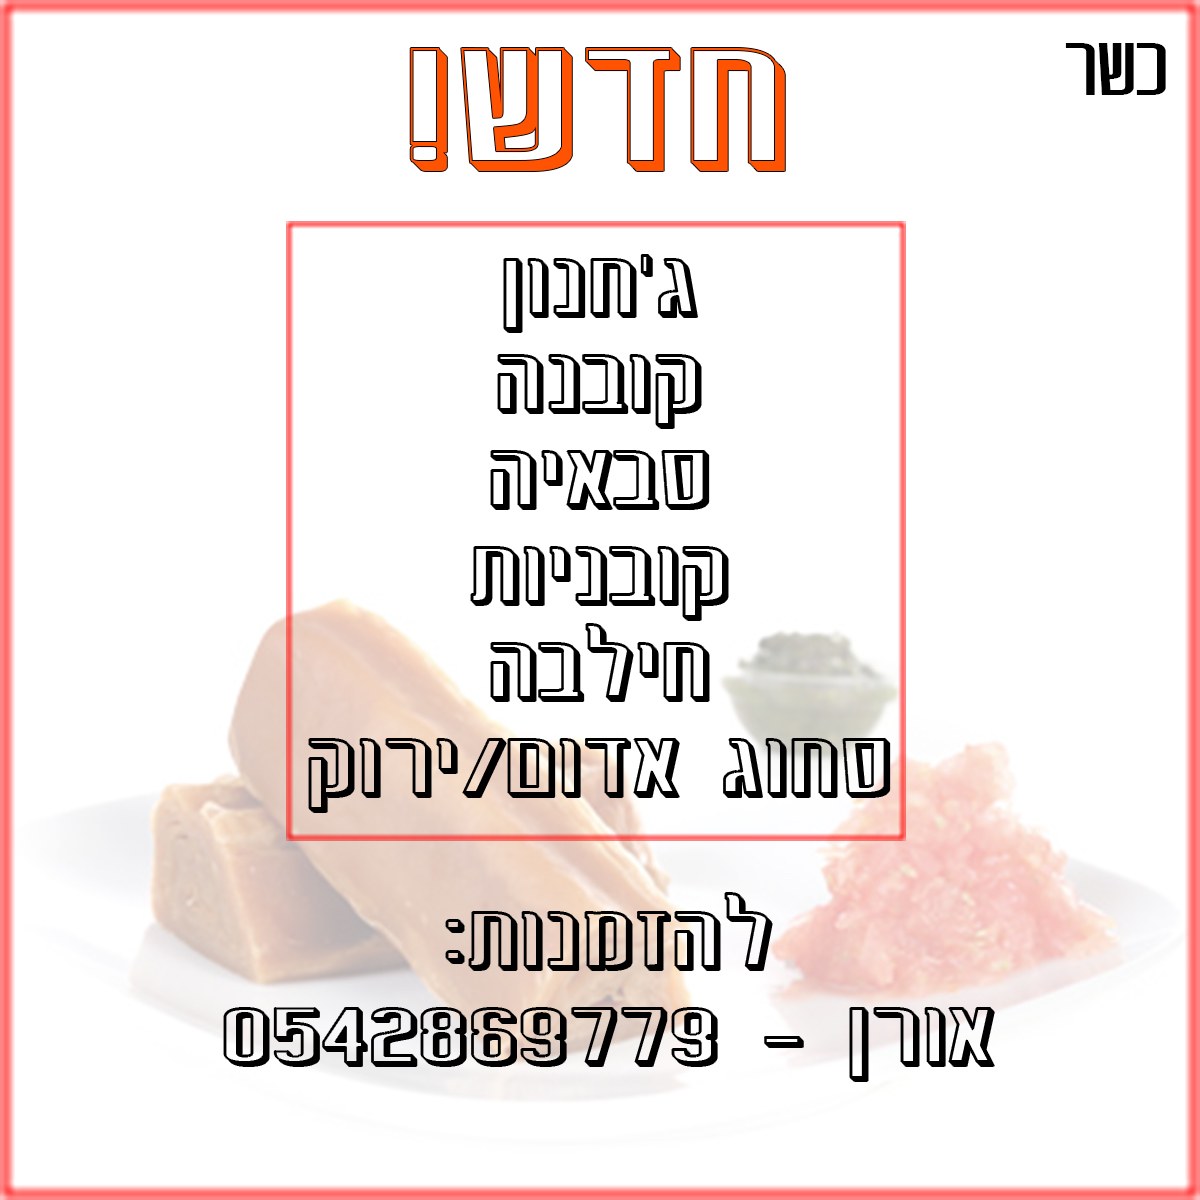 כשר
חדש!
ג'חנון
קובנה
סבאיה
קובניות
חילבה
סחוג אדום/ירוק
להזמנות:
אורן - 0542869779